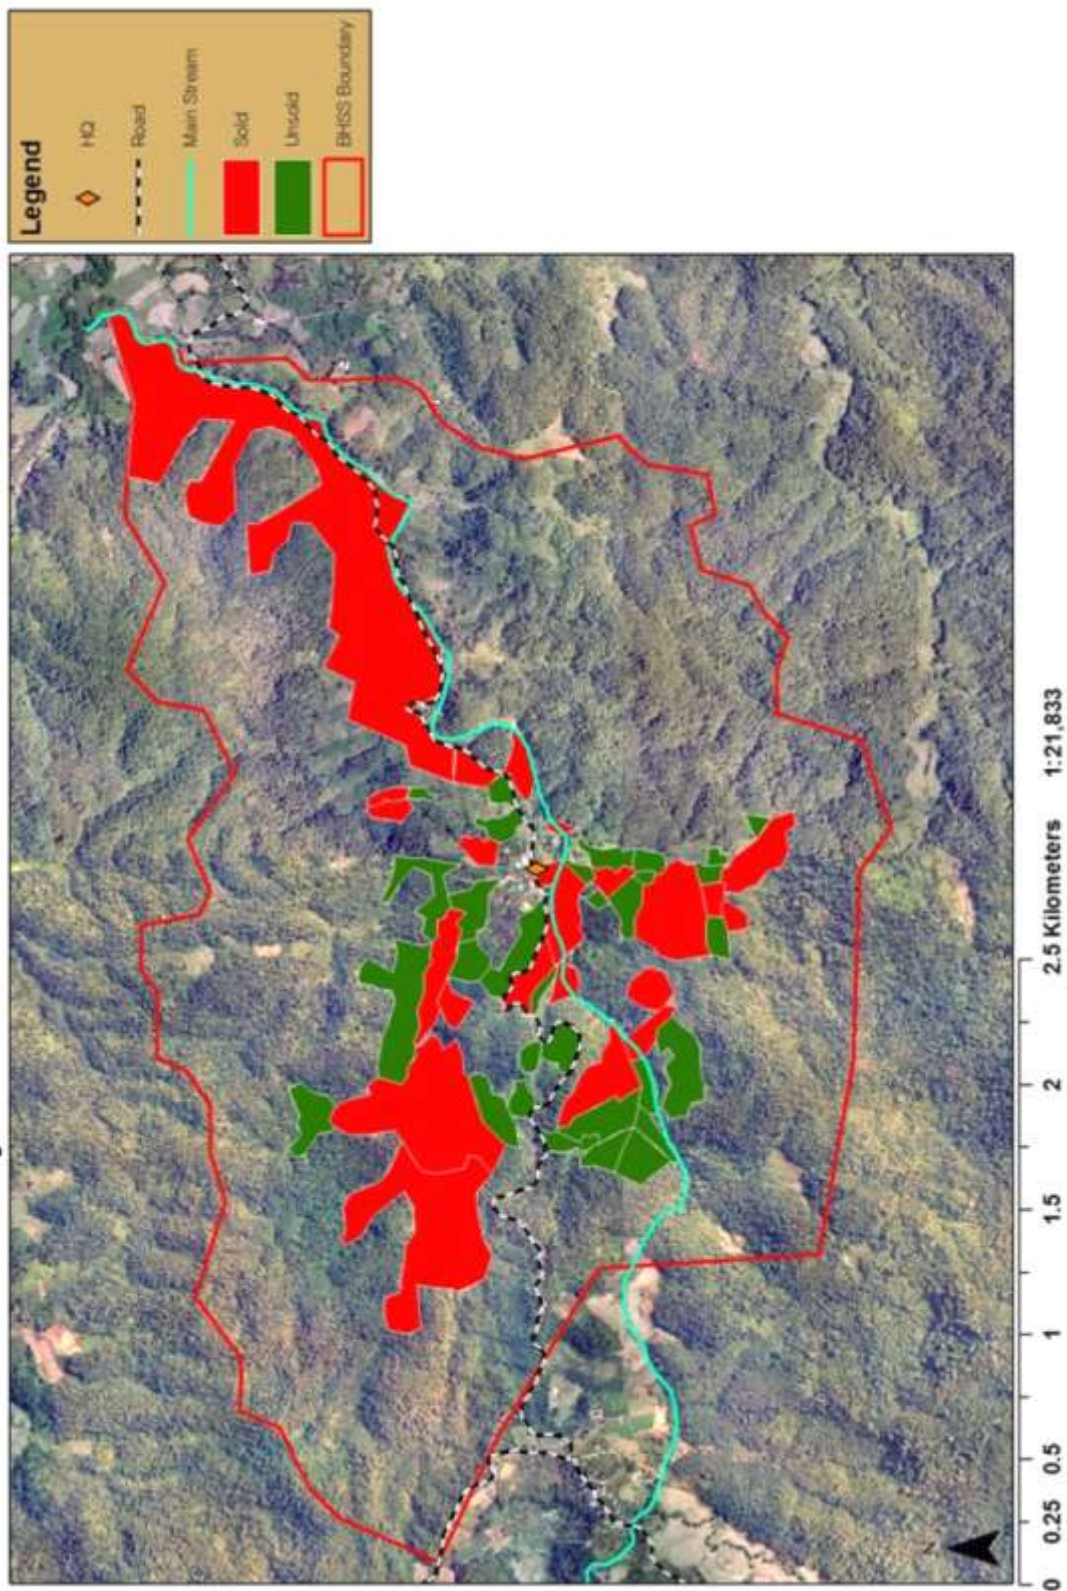 Legend
HQ
Road
Main Stream
Sold
Unsold
BHSS Boundary
0 0.25 0.5 1 1.5 2 2.5 Kilometers 1:21,833